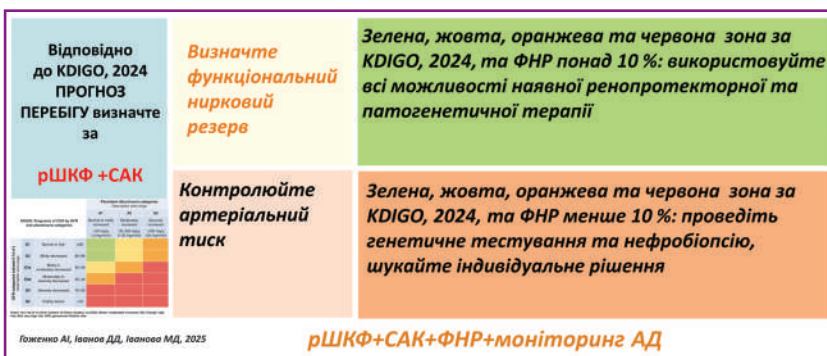 Відповідно
до KDIGO, 2024
ПРОГНОЗ
ПЕРЕБІГУ визначте
за
рШКФ +САК
Визначте
функціональний
нирковий
резерв
Зелена, жовта, оранжева та червона зона за
KDIGO, 2024, та ФНР понад 10 %: використовуйте
всі можливості наявної ренопротекторної та
патогенетичної терапії
Контролюйте
артеріальний
тиск
Зелена, жовта, оранжева та червона зона за
KDIGO, 2024, та ФНР менше 10 %: проведіть
генетичне тестування та нефробіопсію,
шукайте індивідуальне рішення
Гоженко АІ, Іванов ДД, Іванова МД, 2025
рШКФ+САК+ФНР+моніторинг АД